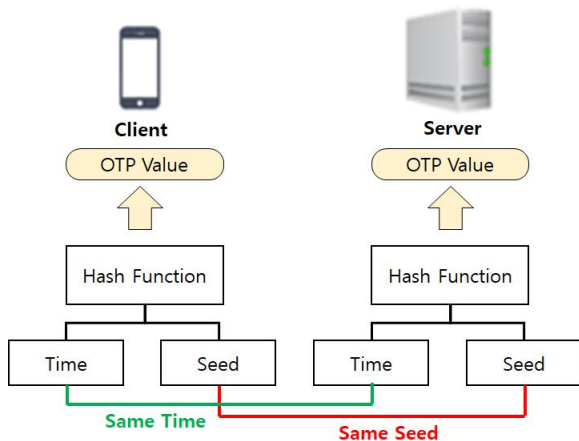 Client
Server
OTP Value
OTP Value
Hash Function
Hash Function
Time
Seed
Time
Seed
Same Time
Same Seed